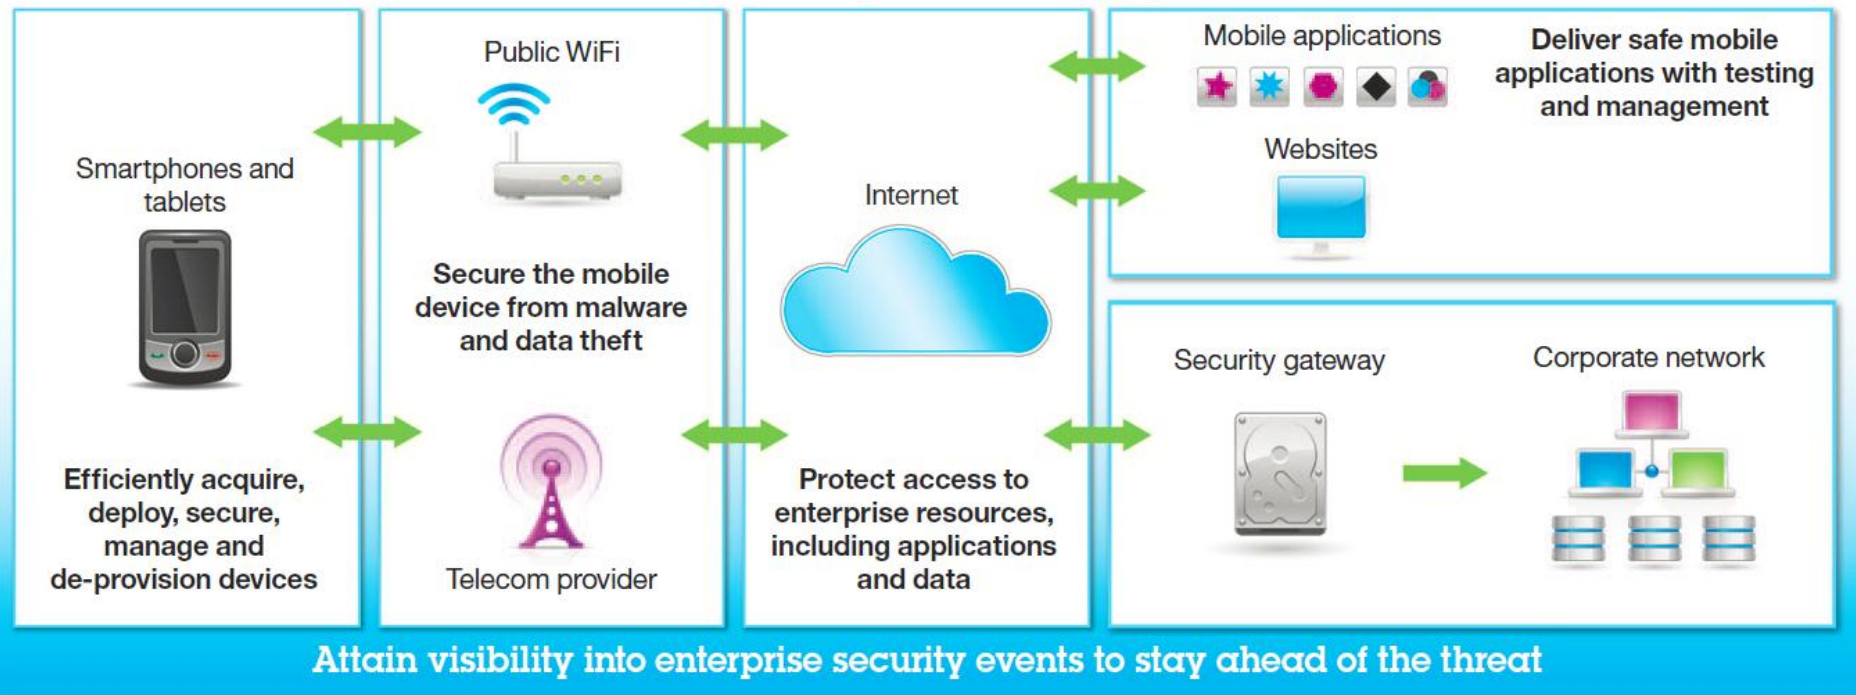 Smartphones and
tablets
Efficiently acquire,
deploy, secure,
manage and
de-provision devices
Public WiFi
Secure the mobile
device from malware
and data theft
Telecom provider
Internet
Protect access to
enterprise resources,
including applications
and data
Mobile applications
Websites
Deliver safe mobile
applications with testing
and management
Security gateway
Corporate network
Attain visibility into enterprise security events to stay ahead of the threat